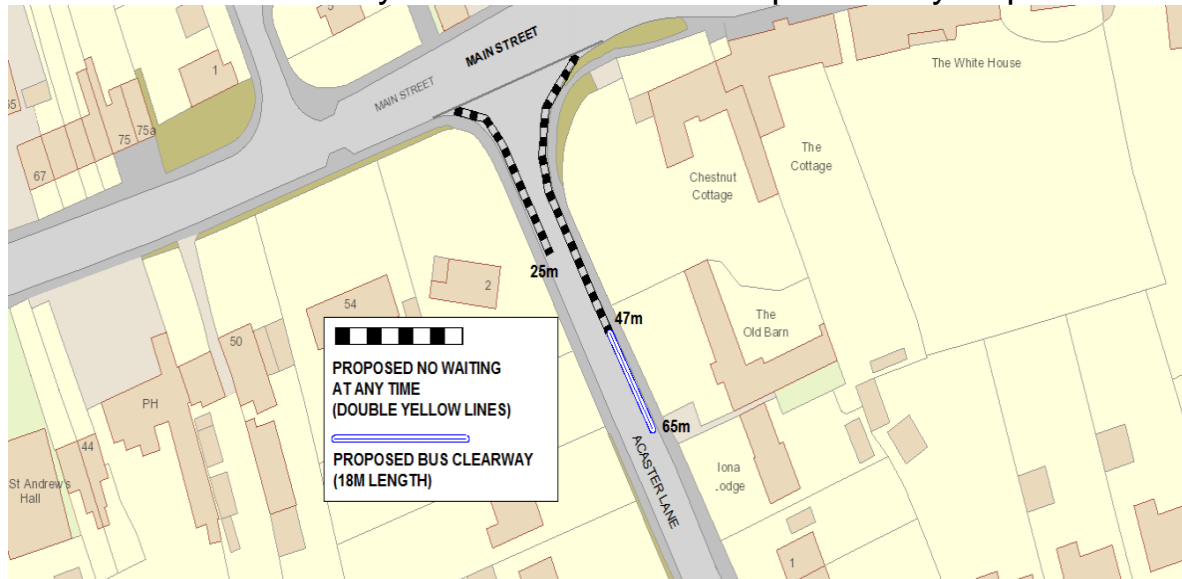 5
MAIN STREET
MAIN STREET
1
The White House
65
75a
75
67
The
Cottage
Chestnut
Cottage
25m
2
54
47m
The
Old Barn
50
PROPOSED NO WAITING
AT ANY TIME
(DOUBLE YELLOW LINES)
PH
65m
PROPOSED BUS CLEARWAY
(18M LENGTH)
44
ACASTER LANE
St Andrew's
Hall
Iona
Lodge
1